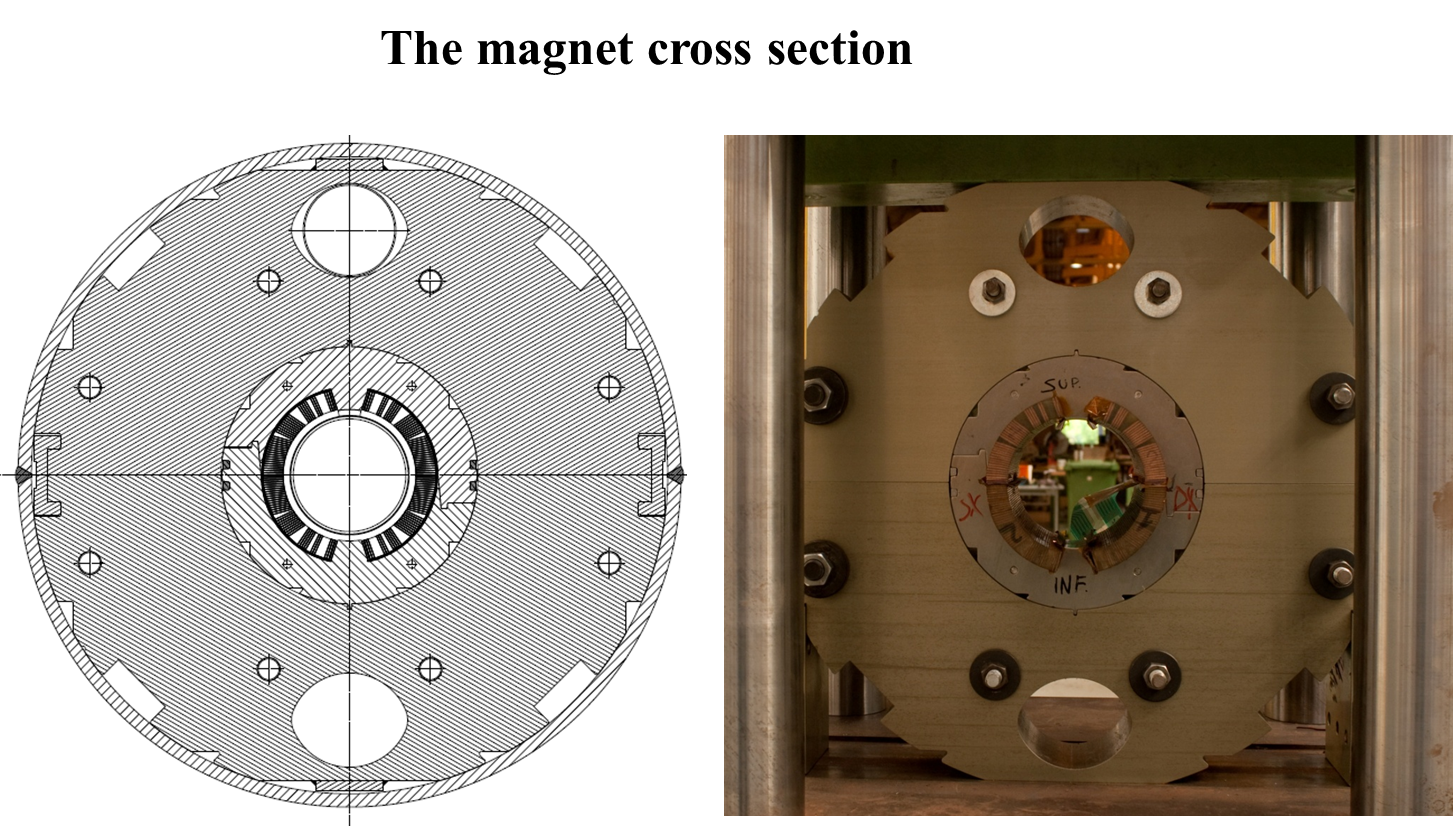 The magnet cross section
SUP.
SX
DX
INF.